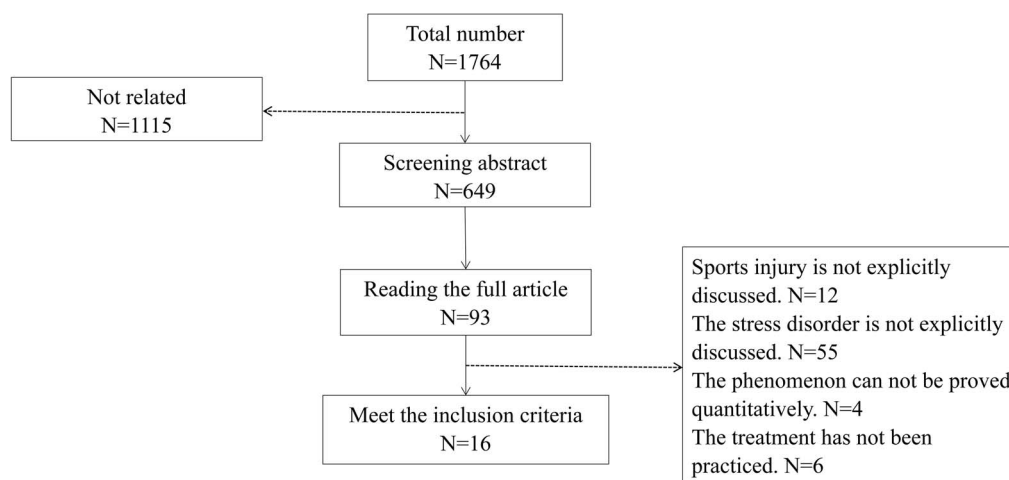 Total number
N=1764
Not related
N=1115
Screening abstract
N=649
Reading the full article
N=93
Sports injury is not explicitly
discussed. N=12
The stress disorder is not explicitly
discussed. N=55
The phenomenon can not be proved
quantitatively. N=4
The treatment has not been
practiced. N=6
Meet the inclusion criteria
N=16